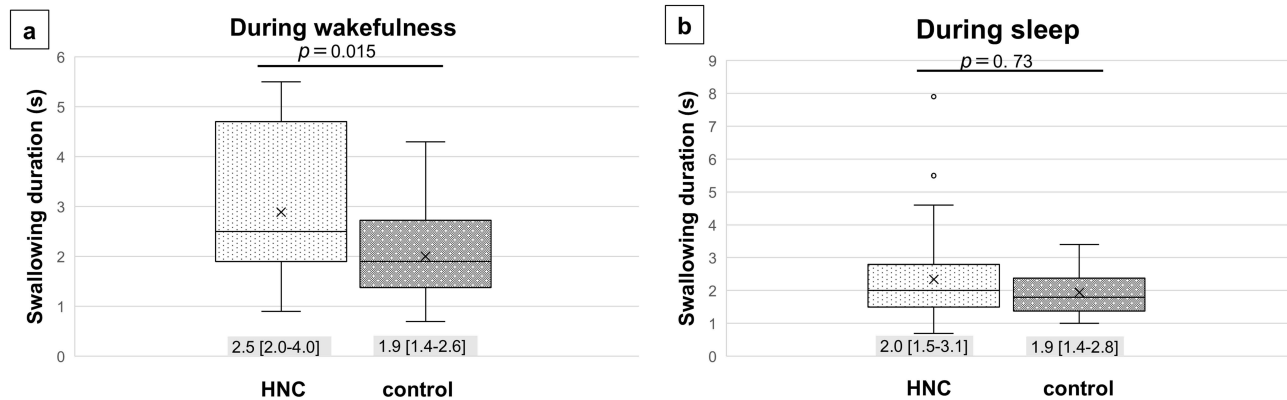 a
During wakefulness
p=0.015
Swallowing duration (s)
6
5
4
3
2
1
0
2.5 [2.0-4.0]
1.9 [1.4-2.6]
HNC
control
b
During sleep
p=0. 73
Swallowing duration (s)
9
8
7
6
5
4
3
2
1
0
2.0 [1.5-3.1]
1.9 [1.4-2.8]
HNC
control